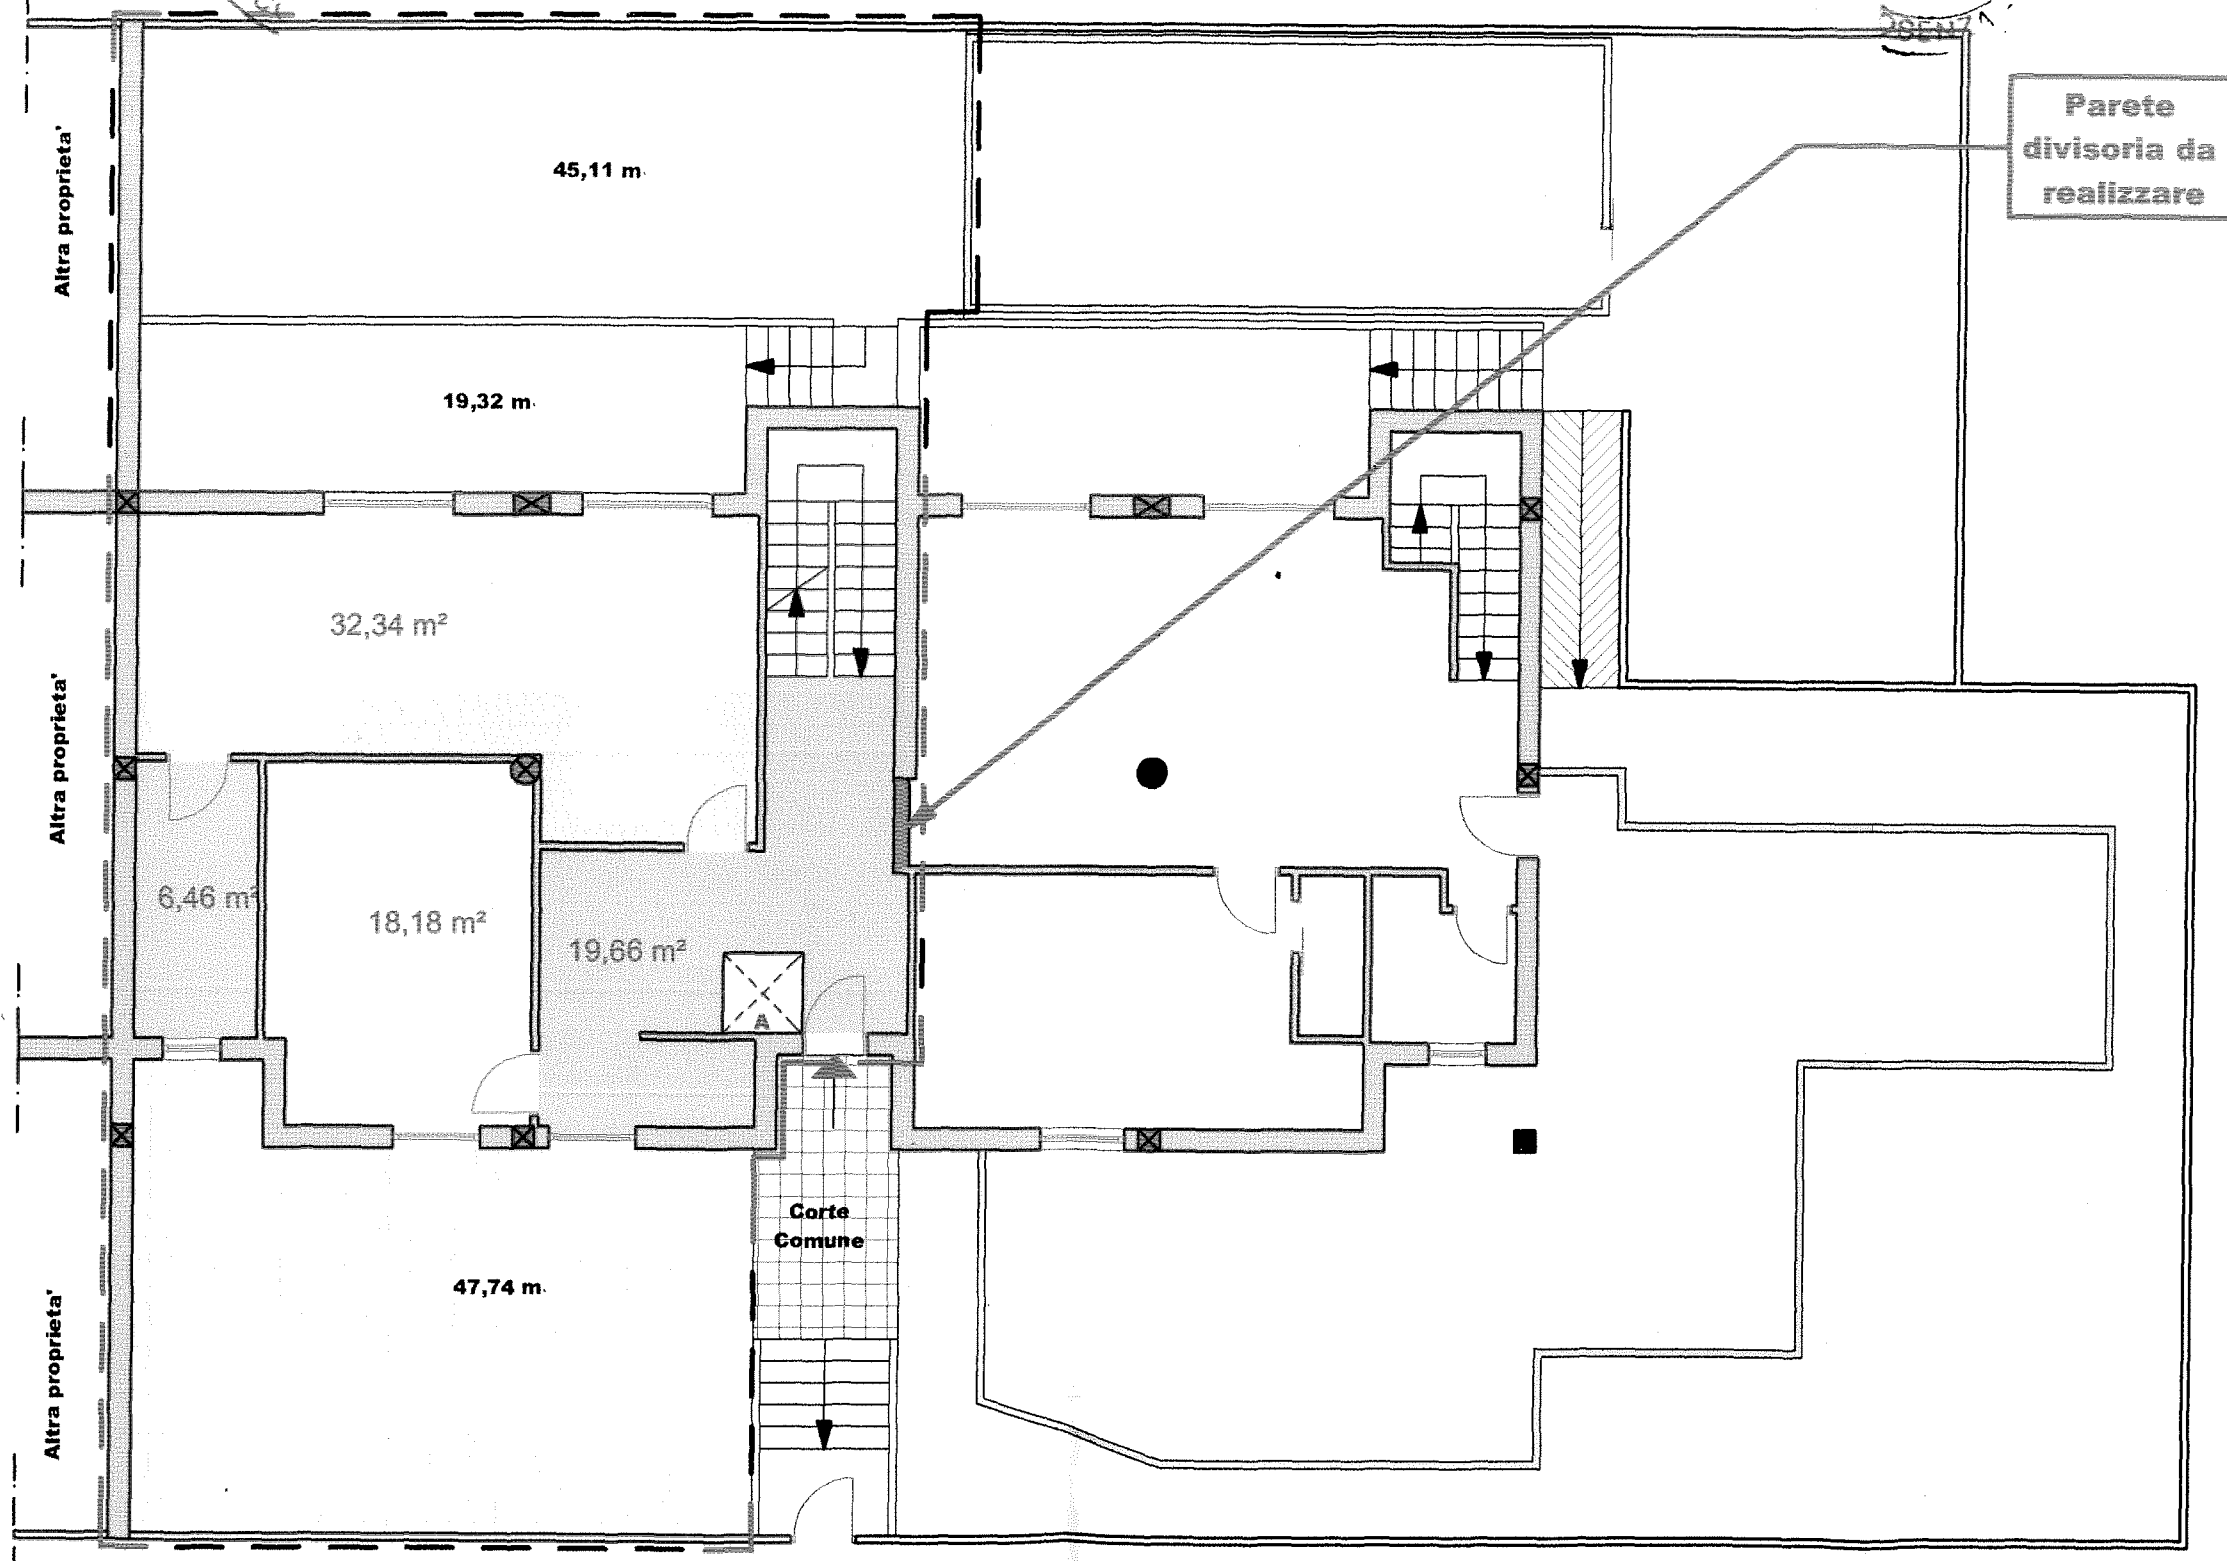 Parete
divisoria da
realizzare
Altra proprieta'
45,11 m
19,32 m
32,34 m²
Altra proprieta'
6,46 m²
18,18 m²
19,66 m²
A
Corte
Comune
47,74 m
Altra proprieta'